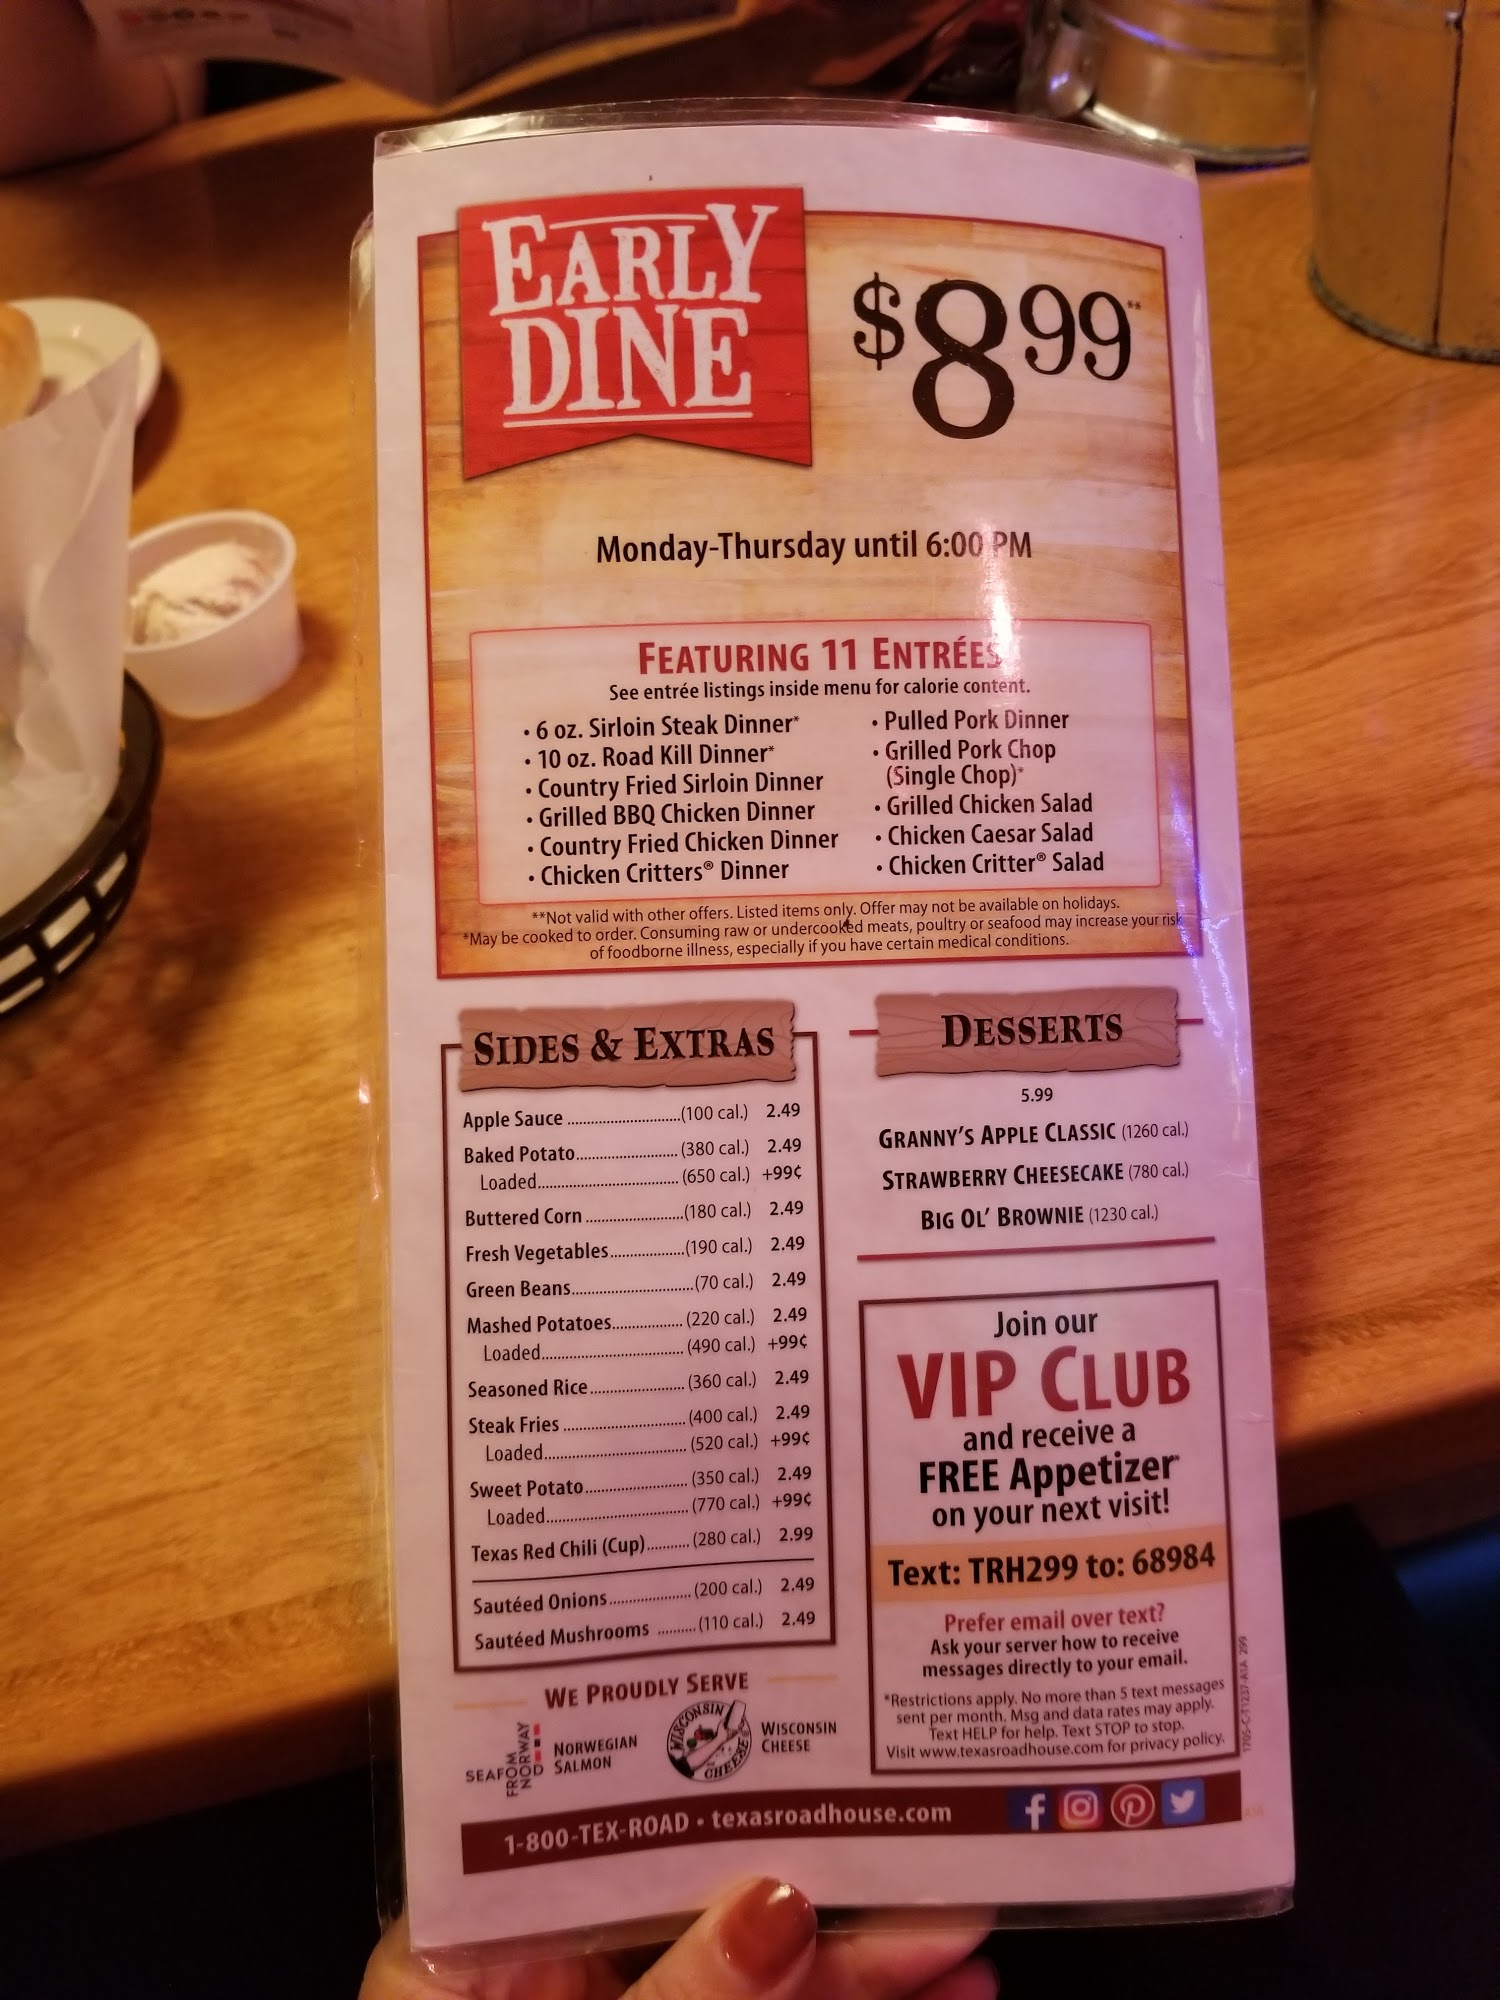 EARLY
DINE
$8.99**
Monday-Thursday until 6:00 PM
FEATURING 11 ENTRÉES
See entrée listings inside menu for calorie content.
• 6 oz. Sirloin Steak Dinner*
• 10 oz. Road Kill Dinner*
• Country Fried Sirloin Dinner
• Grilled BBQ Chicken Dinner
• Country Fried Chicken Dinner
• Chicken Critters® Dinner
• Pulled Pork Dinner
• Grilled Pork Chop
(Single Chop)*
• Grilled Chicken Salad
• Chicken Caesar Salad
• Chicken Critter® Salad
**Not valid with other offers. Listed items only. Offer may not be available on holidays.
*May be cooked to order. Consuming raw or undercooked meats, poultry or seafood may increase your risk
of foodborne illness, especially if you have certain medical conditions.
SIDES & EXTRAS
Apple Sauce ............................(100 cal.) 2.49
Baked Potato......................... (380 cal.) 2.49
Loaded................................... (650 cal.) +99¢
Buttered Corn ........................(180 cal.) 2.49
Fresh Vegetables..................(190 cal.) 2.49
Green Beans..............................(70 cal.) 2.49
Mashed Potatoes................. (220 cal.) 2.49
Loaded................................... (490 cal.) +99¢
Seasoned Rice....................... (360 cal.) 2.49
Steak Fries .............................. (400 cal.) 2.49
Loaded................................... (520 cal.) +99¢
Sweet Potato......................... (350 cal.) 2.49
Loaded................................... (770 cal.) +99¢
Texas Red Chili (Cup).......... (280 cal.) 2.99
Sautéed Onions.................... (200 cal.) 2.49
Sautéed Mushrooms ..........(110 cal.) 2.49
WE PROUDLY SERVE
SEAFOOD
FROM
NORWAY
NORWEGIAN
SALMON
WISCONSIN
CHEESE
WISCONSIN
CHEESE
DESSERTS
5.99
GRANNY'S APPLE CLASSIC (1260 cal.)
STRAWBERRY CHEESECAKE (780 cal.)
BIG OL' BROWNIE (1230 cal.)
Join our
VIP CLUB
and receive a
FREE Appetizer*
on your next visit!
Text: TRH299 to: 68984
Prefer email over text?
Ask your server how to receive
messages directly to your email.
*Restrictions apply. No more than 5 text messages
sent per month. Msg and data rates may apply.
Text HELP for help. Text STOP to stop.
Visit www.texasroadhouse.com for privacy policy.
1-800-TEX-ROAD • texasroadhouse.com